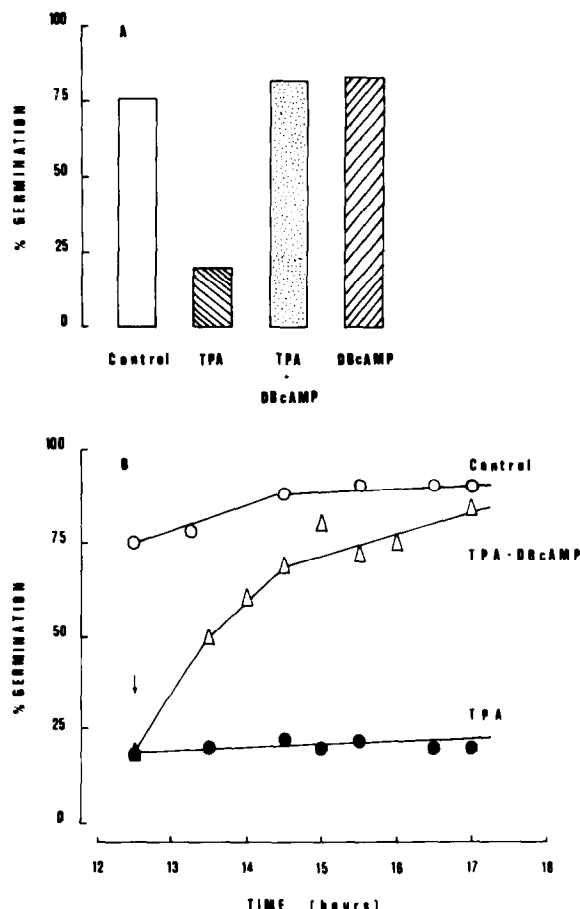 100
A
75
50
25
0
% GERMINATION
Control
TPA
TPA
+
DBcAMP
DBcAMP
100
B
75
50
25
0
% GERMINATION
Control
TPA + DBcAMP
TPA
12
13
14
15
16
17
18
TIME (hours)